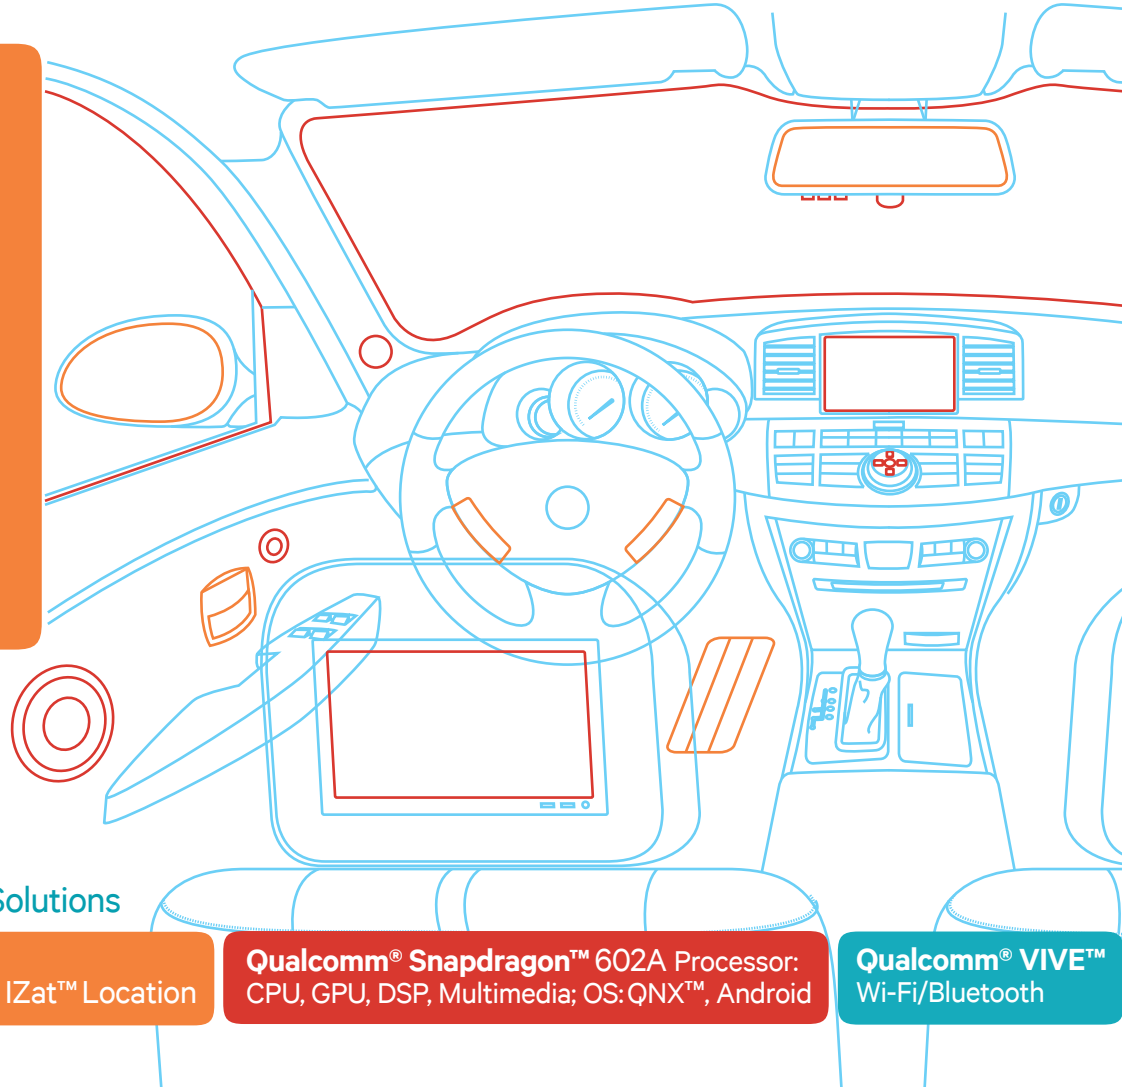 Solutions
IZat™ Location
Qualcomm® Snapdragon™ 602A Processor:
CPU, GPU, DSP, Multimedia; OS: QNX™, Android
Qualcomm® VIVE™
Wi-Fi/Bluetooth